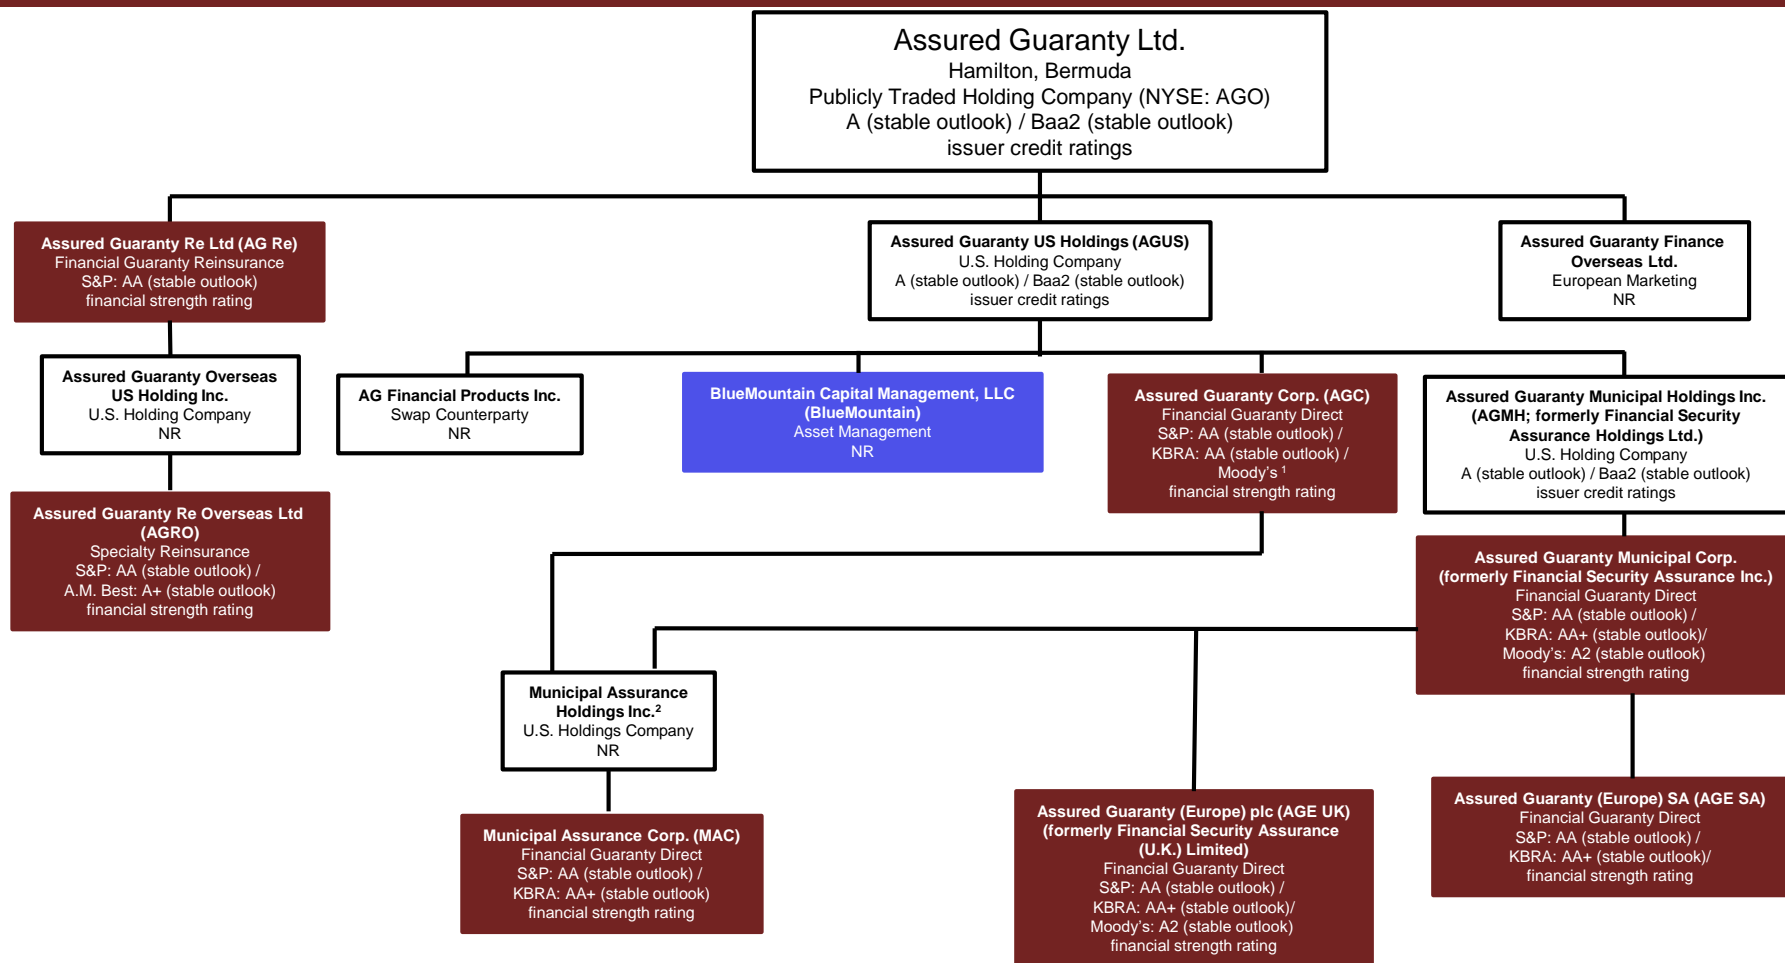 Assured Guaranty Ltd.
Hamilton, Bermuda
Publicly Traded Holding Company (NYSE: AGO)
A (stable outlook) / Baa2 (stable outlook)
issuer credit ratings
Assured Guaranty Re Ltd (AG Re)
Financial Guaranty Reinsurance
S&P: AA (stable outlook)
financial strength rating
Assured Guaranty US Holdings (AGUS)
U.S. Holding Company
A (stable outlook) / Baa2 (stable outlook)
issuer credit ratings
Assured Guaranty Finance
Overseas Ltd.
European Marketing
NR
Assured Guaranty Overseas
US Holding Inc.
U.S. Holding Company
NR
AG Financial Products Inc.
Swap Counterparty
NR
BlueMountain Capital Management, LLC
(BlueMountain)
Asset Management
NR
Assured Guaranty Corp. (AGC)
Financial Guaranty Direct
S&P: AA (stable outlook) /
KBRA: AA (stable outlook) /
Moody's ¹
financial strength rating
Assured Guaranty Municipal Holdings Inc.
(AGMH; formerly Financial Security
Assurance Holdings Ltd.)
U.S. Holding Company
A (stable outlook) / Baa2 (stable outlook)
issuer credit ratings
Assured Guaranty Re Overseas Ltd
(AGRO)
Specialty Reinsurance
S&P: AA (stable outlook) /
A.M. Best: A+ (stable outlook)
financial strength rating
Assured Guaranty Municipal Corp.
(formerly Financial Security Assurance Inc.)
Financial Guaranty Direct
S&P: AA (stable outlook) /
KBRA: AA+ (stable outlook)/
Moody's: A2 (stable outlook)
financial strength rating
Municipal Assurance
Holdings Inc.²
U.S. Holdings Company
NR
Municipal Assurance Corp. (MAC)
Financial Guaranty Direct
S&P: AA (stable outlook) /
KBRA: AA+ (stable outlook)
financial strength rating
Assured Guaranty (Europe) plc (AGE UK)
(formerly Financial Security Assurance
(U.K.) Limited)
Financial Guaranty Direct
S&P: AA (stable outlook) /
KBRA: AA+ (stable outlook)/
Moody's: A2 (stable outlook)
financial strength rating
Assured Guaranty (Europe) SA (AGE SA)
Financial Guaranty Direct
S&P: AA (stable outlook) /
KBRA: AA+ (stable outlook)/
financial strength rating